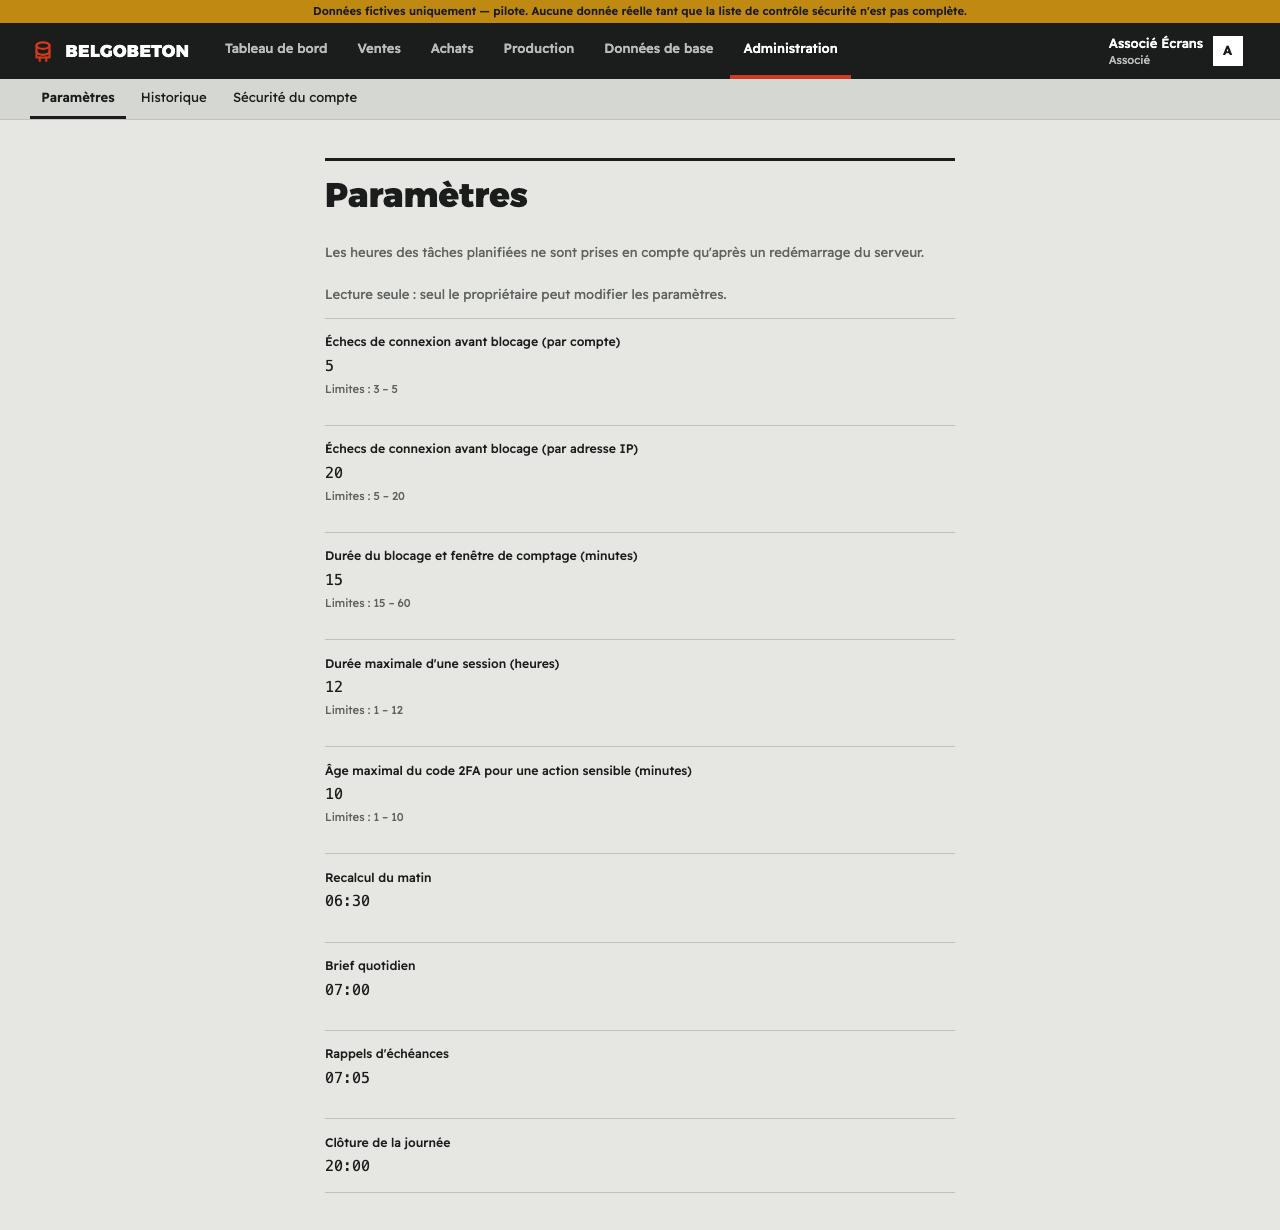 Données fictives uniquement — pilote. Aucune donnée réelle tant que la liste de contrôle sécurité n'est pas complète.
BELGOBETON
Tableau de bord
Ventes
Achats
Production
Données de base
Administration
Associé Écrans
Associé
A
Paramètres
Historique
Sécurité du compte
Paramètres
Les heures des tâches planifiées ne sont prises en compte qu'après un redémarrage du serveur.
Lecture seule : seul le propriétaire peut modifier les paramètres.
Échecs de connexion avant blocage (par compte)
5
Limites : 3 – 5
Échecs de connexion avant blocage (par adresse IP)
20
Limites : 5 – 20
Durée du blocage et fenêtre de comptage (minutes)
15
Limites : 15 – 60
Durée maximale d'une session (heures)
12
Limites : 1 – 12
Âge maximal du code 2FA pour une action sensible (minutes)
10
Limites : 1 – 10
Recalcul du matin
06:30
Brief quotidien
07:00
Rappels d'échéances
07:05
Clôture de la journée
20:00